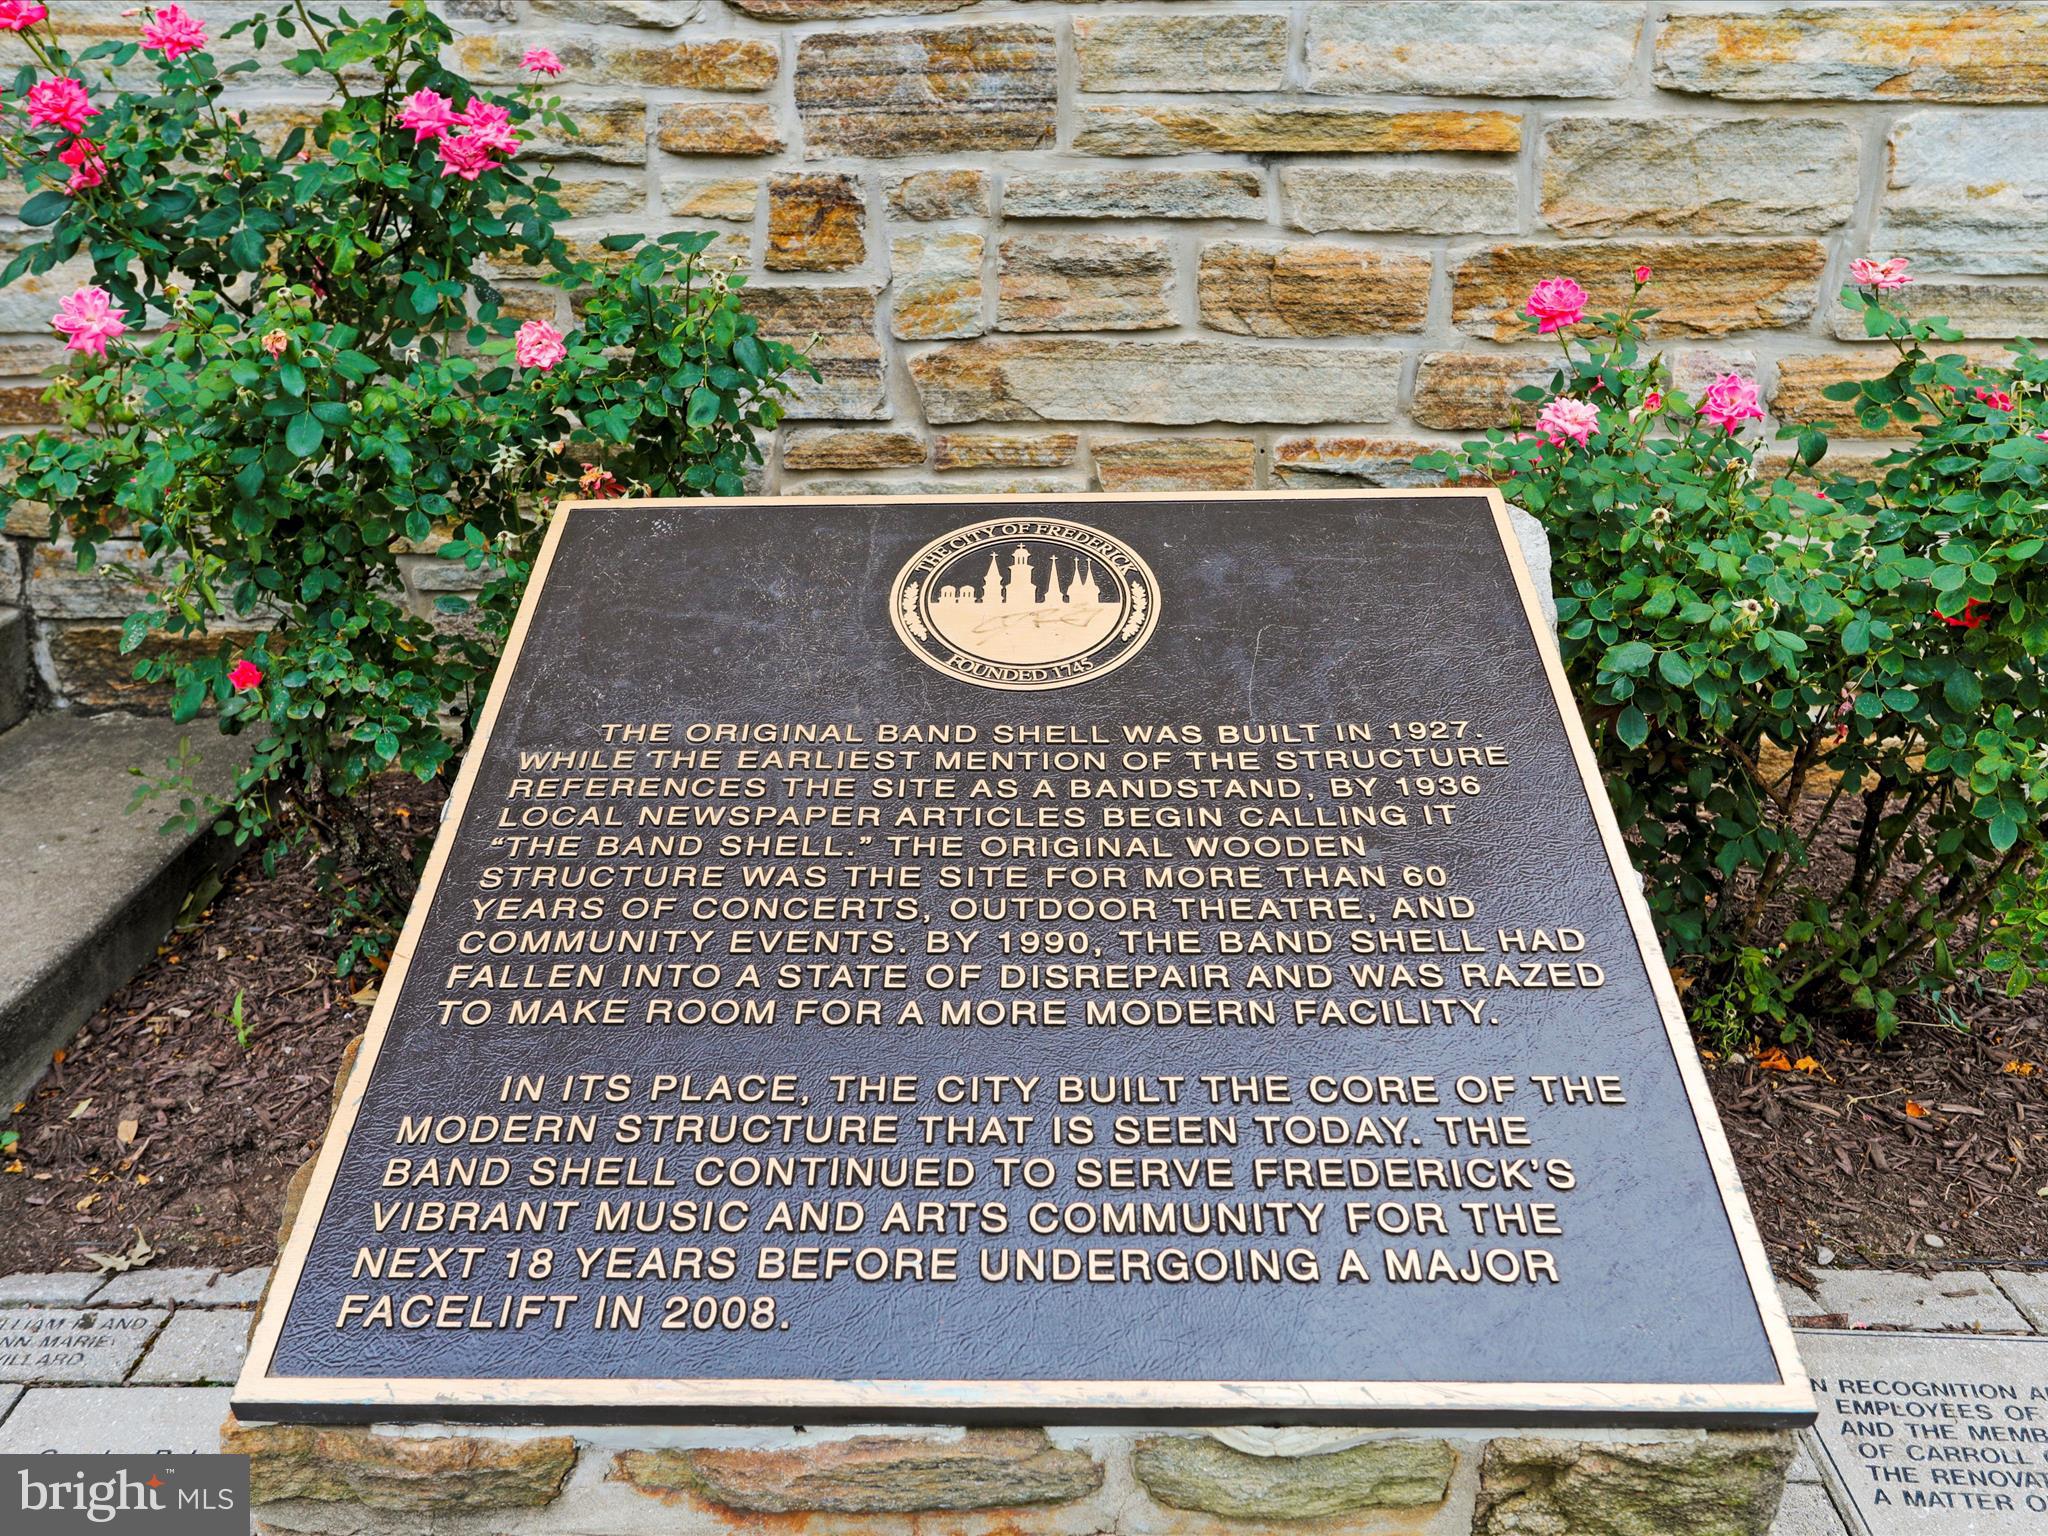 THE CITY OF FREDERICK
FOUNDED 1745
THE ORIGINAL BAND SHELL WAS BUILT IN 1927.
WHILE THE EARLIEST MENTION OF THE STRUCTURE
REFERENCES THE SITE AS A BANDSTAND, BY 1936
LOCAL NEWSPAPER ARTICLES BEGIN CALLING IT
“THE BAND SHELL.” THE ORIGINAL WOODEN
STRUCTURE WAS THE SITE FOR MORE THAN 60
YEARS OF CONCERTS, OUTDOOR THEATRE, AND
COMMUNITY EVENTS. BY 1990, THE BAND SHELL HAD
FALLEN INTO A STATE OF DISREPAIR AND WAS RAZED
TO MAKE ROOM FOR A MORE MODERN FACILITY.
IN ITS PLACE, THE CITY BUILT THE CORE OF THE
MODERN STRUCTURE THAT IS SEEN TODAY. THE
BAND SHELL CONTINUED TO SERVE FREDERICK’S
VIBRANT MUSIC AND ARTS COMMUNITY FOR THE
NEXT 18 YEARS BEFORE UNDERGOING A MAJOR
FACELIFT IN 2008.
AND
MARIE
RECOGNITION
EMPLOYEES OF
AND THE
OF CARROLL
THE
A MATTER
bright™ MLS